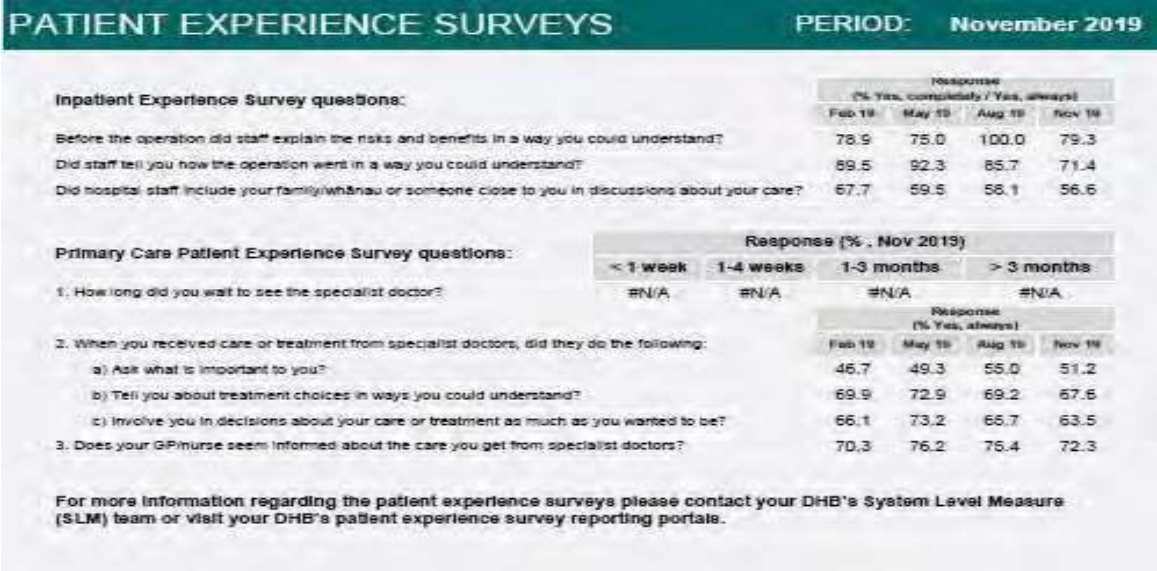 PATIENT EXPERIENCE SURVEYS PERIOD: November 2019
Response
Inpatient Experience Survey questions: (% Yes, completely / Yes, always)
Feb 19 May 19 Aug 19 Nov 19
Before the operation did staff explain the risks and benefits in a way you could understand? 78.9 75.0 100.0 79.3
Did staff tell you how the operation went in a way you could understand? 89.5 92.3 85.7 71.4
Did hospital staff include your family/whānau or someone close to you in discussions about your care? 67.7 59.5 58.1 56.6
Response (% , Nov 2019)
Primary Care Patient Experience Survey questions:
< 1 week 1-4 weeks 1-3 months > 3 months
1. How long did you wait to see the specialist doctor? #N/A #N/A #N/A #N/A
Response
(% Yes, always)
2. When you received care or treatment from specialist doctors, did they do the following: Feb 19 May 19 Aug 19 Nov 19
a) Ask what is important to you? 46.7 49.3 55.0 51.2
b) Tell you about treatment choices in ways you could understand? 69.9 72.9 69.2 67.6
c) Involve you in decisions about your care or treatment as much as you wanted to be? 66.1 73.2 65.7 63.5
3. Does your GP/nurse seem informed about the care you get from specialist doctors? 70.3 76.2 75.4 72.3
For more information regarding the patient experience surveys please contact your DHB's System Level Measure
(SLM) team or visit your DHB's patient experience survey reporting portals.